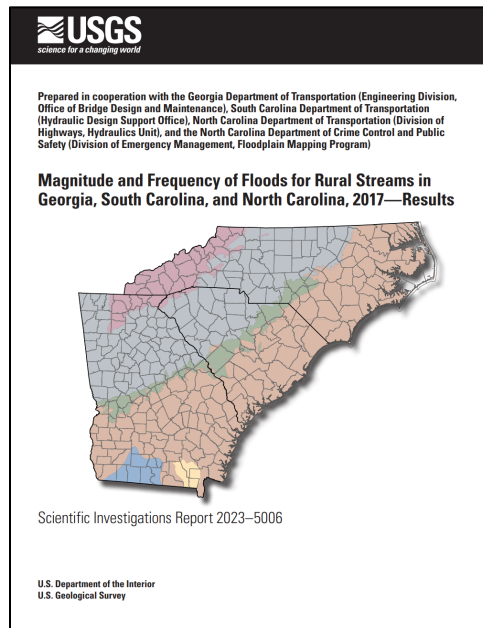 USGS
science for a changing world
Prepared in cooperation with the Georgia Department of Transportation (Engineering Division,
Office of Bridge Design and Maintenance), South Carolina Department of Transportation
(Hydraulic Design Support Office), North Carolina Department of Transportation (Division of
Highways, Hydraulics Unit), and the North Carolina Department of Crime Control and Public
Safety (Division of Emergency Management, Floodplain Mapping Program)
Magnitude and Frequency of Floods for Rural Streams in
Georgia, South Carolina, and North Carolina, 2017—Results
Scientific Investigations Report 2023–5006
U.S. Department of the Interior
U.S. Geological Survey